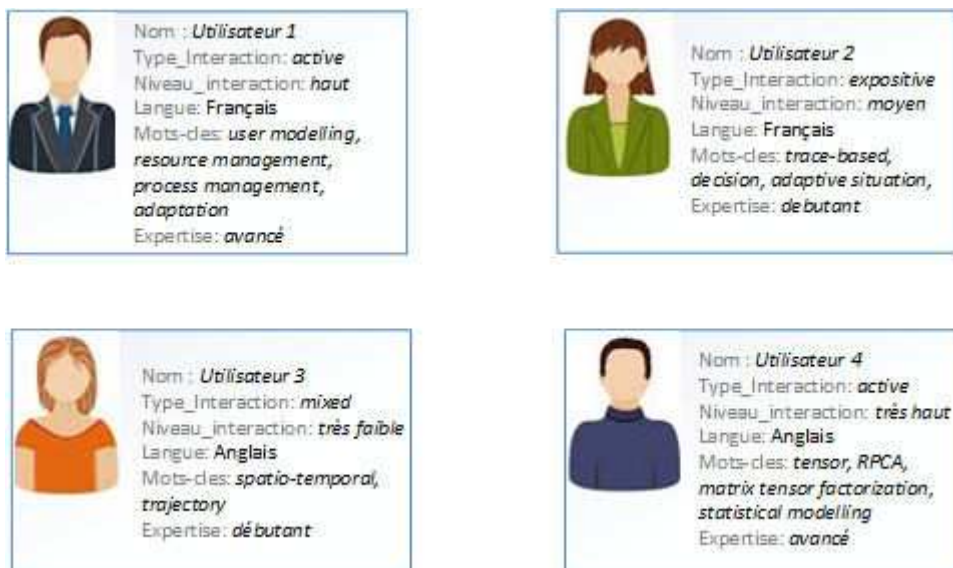 Nom : Utilisateur 1
Type_Interaction: active
Niveau_interaction: haut
Langue: Français
Mots-cles: user modelling,
resource management,
process management,
adaptation
Expertise: avancé
Nom : Utilisateur 2
Type_Interaction: expositive
Niveau_interaction: moyen
Langue: Français
Mots-cles: trace-based,
decision, adaptive situation,
Expertise: debutant
Nom : Utilisateur 3
Type_Interaction: mixed
Niveau_interaction: très faible
Langue: Anglais
Mots-cles: spatio-temporal,
trajectory
Expertise: débutant
Nom : Utilisateur 4
Type_Interaction: active
Niveau_interaction: très haut
Langue: Anglais
Mots-cles: tensor, RPCA,
matrix tensor factorization,
statistical modelling
Expertise: avancé